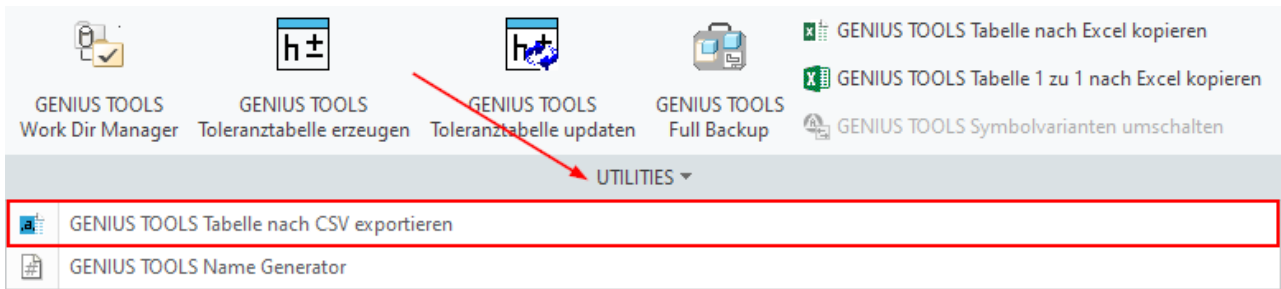 GENIUS TOOLS
Work Dir Manager
GENIUS TOOLS
Toleranztabelle erzeugen
GENIUS TOOLS
Toleranztabelle updaten
GENIUS TOOLS
Full Backup
GENIUS TOOLS Tabelle nach Excel kopieren
GENIUS TOOLS Tabelle 1 zu 1 nach Excel kopieren
GENIUS TOOLS Symbolvarianten umschalten
UTILITIES
GENIUS TOOLS Tabelle nach CSV exportieren
GENIUS TOOLS Name Generator